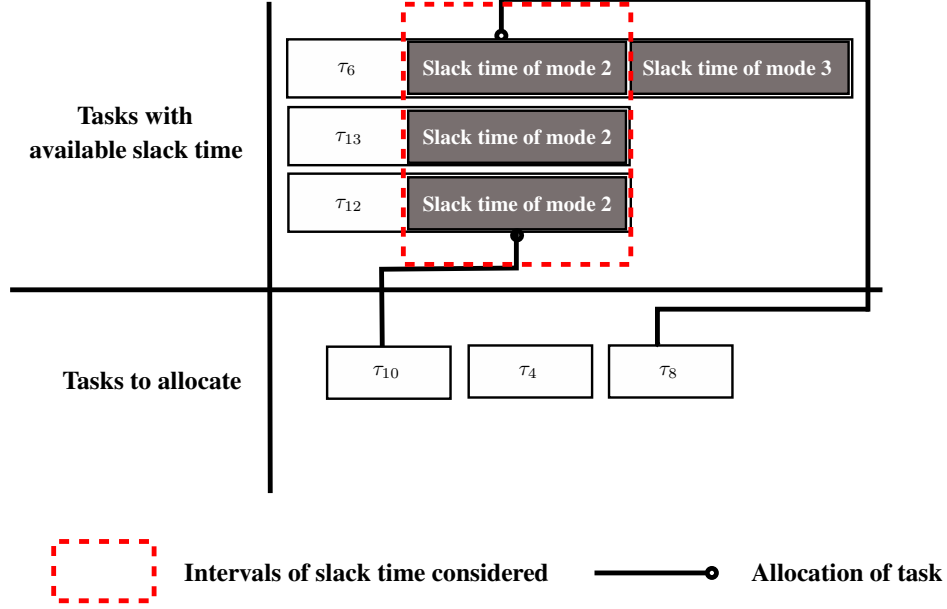 τ6
Slack time of mode 2
Slack time of mode 3
Tasks with
available slack time
τ13
Slack time of mode 2
τ12
Slack time of mode 2
Tasks to allocate
τ10
τ4
τ8
Intervals of slack time considered
Allocation of task